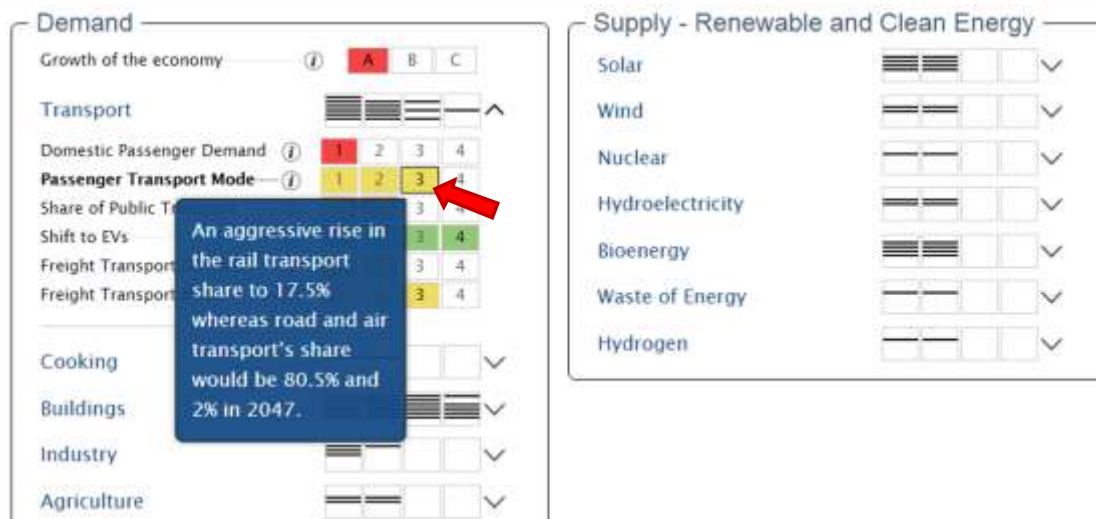 Demand
Growth of the economy i A B C
Transport
Domestic Passenger Demand i 1 2 3 4
Passenger Transport Mode i 1 2 3 4
Share of Public Tr 3 4
Shift to EVs 3 4
Freight Transport 3 4
Freight Transport 3 4
An aggressive rise in
the rail transport
share to 17.5%
whereas road and air
transport's share
would be 80.5% and
2% in 2047.
Cooking
Buildings
Industry
Agriculture
Supply - Renewable and Clean Energy
Solar
Wind
Nuclear
Hydroelectricity
Bioenergy
Waste of Energy
Hydrogen